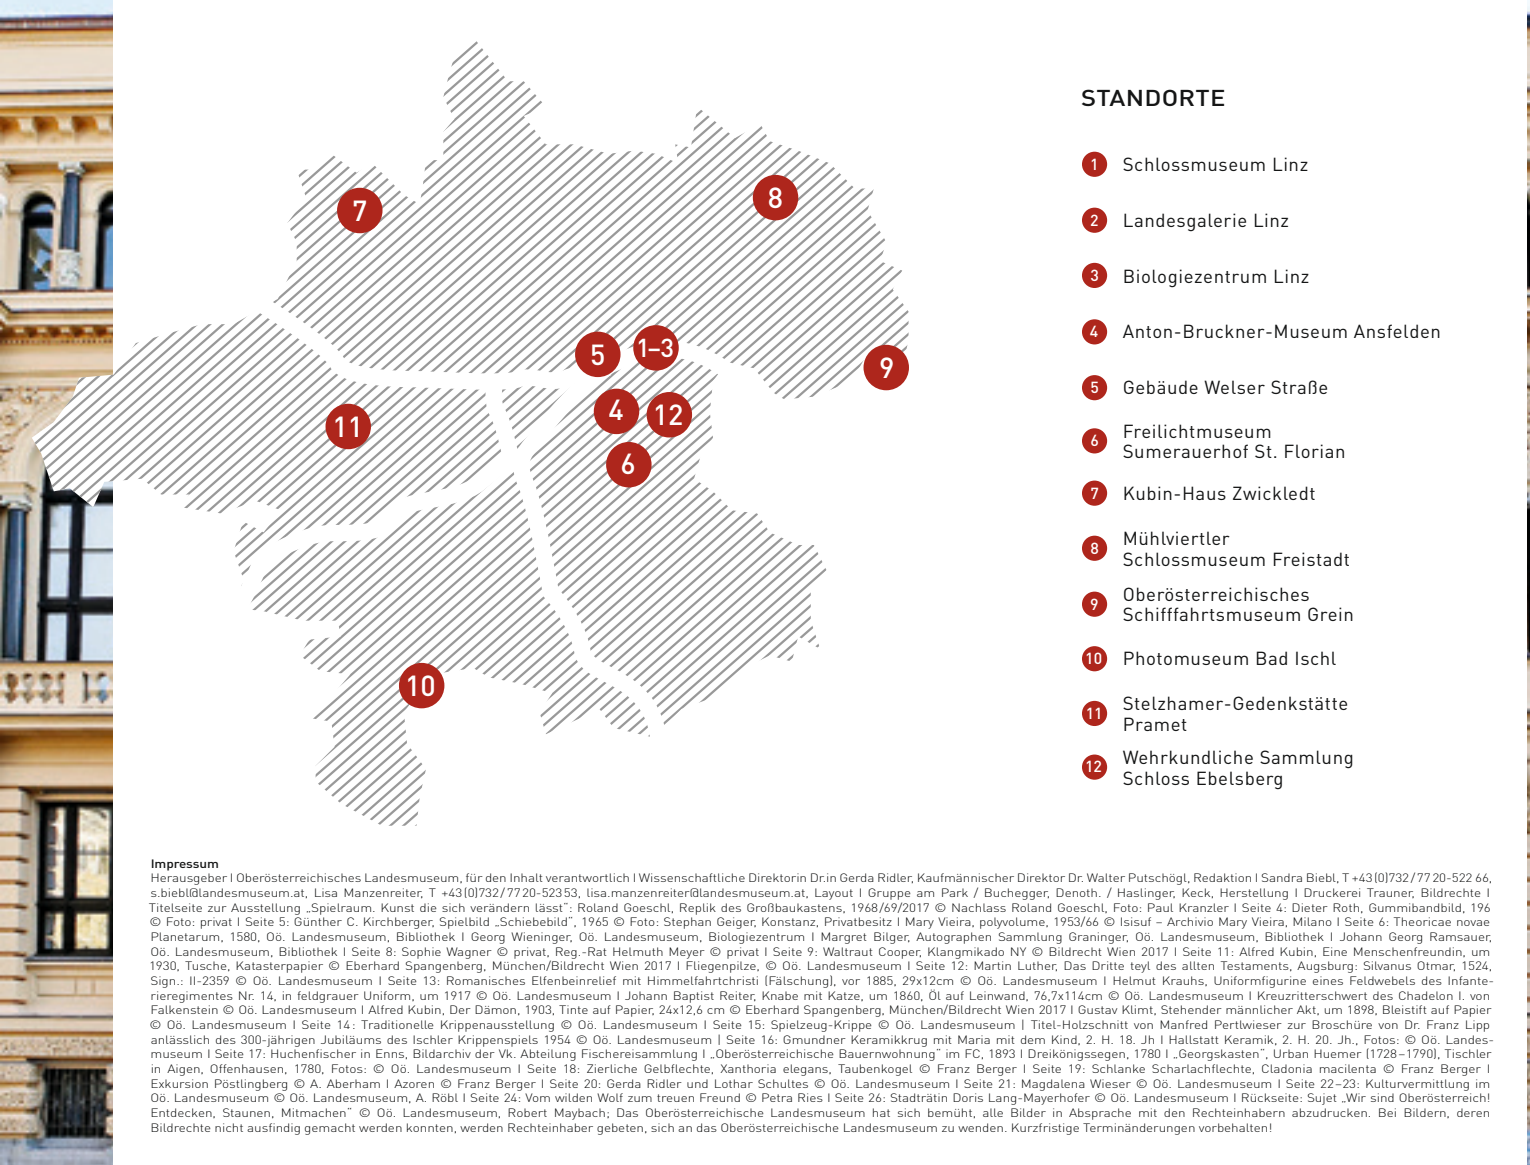 STANDORTE
1 Schlossmuseum Linz
2 Landesgalerie Linz
3 Biologiezentrum Linz
4 Anton-Bruckner-Museum Ansfelden
5 Gebäude Welser Straße
6 Freilichtmuseum
Sumerauerhof St. Florian
7 Kubin-Haus Zwickledt
8 Mühlviertler
Schlossmuseum Freistadt
9 Oberösterreichisches
Schifffahrtsmuseum Grein
10 Photomuseum Bad Ischl
11 Stelzhamer-Gedenkstätte
Pramet
12 Wehrkundliche Sammlung
Schloss Ebelsberg
7
8
5
1–3
9
4
12
11
6
10
Impressum
Herausgeber I Oberösterreichisches Landesmuseum, für den Inhalt verantwortlich I Wissenschaftliche Direktorin Dr.in Gerda Ridler, Kaufmännischer Direktor Dr. Walter Putschögl, Redaktion I Sandra Biebl, T +43(0)732/7720-522 66,
s.biebl@landesmuseum.at, Lisa Manzenreiter, T +43(0)732/7720-52353, lisa.manzenreiter@landesmuseum.at, Layout I Gruppe am Park / Buchegger, Denoth. / Haslinger, Keck, Herstellung I Druckerei Trauner, Bildrechte I
Titelseite zur Ausstellung „Spielraum. Kunst die sich verändern lässt“: Roland Goeschl, Replik des Großbaukastens, 1968/69/2017 © Nachlass Roland Goeschl, Foto: Paul Kranzler I Seite 4: Dieter Roth, Gummibandbild, 196
© Foto: privat I Seite 5: Günther C. Kirchberger, Spielbild „Schiebebild“, 1965 © Foto: Stephan Geiger, Konstanz, Privatbesitz I Mary Vieira, polyvolume, 1953/66 © Isisuf – Archivio Mary Vieira, Milano I Seite 6: Theoricae novae
Planetarum, 1580, Oö. Landesmuseum, Bibliothek I Georg Wieninger, Oö. Landesmuseum, Biologiezentrum I Margret Bilger, Autographen Sammlung Graninger, Oö. Landesmuseum, Bibliothek I Johann Georg Ramsauer,
Oö. Landesmuseum, Bibliothek I Seite 8: Sophie Wagner © privat, Reg.-Rat Helmuth Meyer © privat I Seite 9: Waltraut Cooper, Klangmikado NY © Bildrecht Wien 2017 I Seite 11: Alfred Kubin, Eine Menschenfreundin, um
1930, Tusche, Katasterpapier © Eberhard Spangenberg, München/Bildrecht Wien 2017 I Fliegenpilze, © Oö. Landesmuseum I Seite 12: Martin Luther, Das Dritte teyl des allten Testaments, Augsburg: Silvanus Otmar, 1524,
Sign.: II-2359 © Oö. Landesmuseum I Seite 13: Romanisches Elfenbeinrelief mit Himmelfahrtchristi (Fälschung), vor 1885, 29x12cm © Oö. Landesmuseum I Helmut Krauhs, Uniformfigurine eines Feldwebels des Infante-
rieregimentes Nr. 14, in feldgrauer Uniform, um 1917 © Oö. Landesmuseum I Johann Baptist Reiter, Knabe mit Katze, um 1860, Öl auf Leinwand, 76,7x114cm © Oö. Landesmuseum I Kreuzritterschwert des Chadelon I. von
Falkenstein © Oö. Landesmuseum I Alfred Kubin, Der Dämon, 1903, Tinte auf Papier, 24x12,6 cm © Eberhard Spangenberg, München/Bildrecht Wien 2017 I Gustav Klimt, Stehender männlicher Akt, um 1898, Bleistift auf Papier
© Oö. Landesmuseum I Seite 14: Traditionelle Krippenausstellung © Oö. Landesmuseum I Seite 15: Spielzeug-Krippe © Oö. Landesmuseum | Titel-Holzschnitt von Manfred Pertlwieser zur Broschüre von Dr. Franz Lipp
anlässlich des 300-jährigen Jubiläums des Ischler Krippenspiels 1954 © Oö. Landesmuseum | Seite 16: Gmundner Keramikkrug mit Maria mit dem Kind, 2. H. 18. Jh I Hallstatt Keramik, 2. H. 20. Jh., Fotos: © Oö. Landes-
museum I Seite 17: Huchenfischer in Enns, Bildarchiv der Vk. Abteilung Fischereisammlung I „Oberösterreichische Bauernwohnung“ im FC, 1893 I Dreikönigssegen, 1780 I „Georgskasten“, Urban Huemer (1728–1790), Tischler
in Aigen, Offenhausen, 1780, Fotos: © Oö. Landesmuseum I Seite 18: Zierliche Gelbflechte, Xanthoria elegans, Taubenkogel © Franz Berger I Seite 19: Schlanke Scharlachflechte, Cladonia macilenta © Franz Berger I
Exkursion Pöstlingberg © A. Aberham I Azoren © Franz Berger I Seite 20: Gerda Ridler und Lothar Schultes © Oö. Landesmuseum I Seite 21: Magdalena Wieser © Oö. Landesmuseum I Seite 22–23: Kulturvermittlung im
Oö. Landesmuseum © Oö. Landesmuseum, A. Röbl I Seite 24: Vom wilden Wolf zum treuen Freund © Petra Ries I Seite 26: Stadträtin Doris Lang-Mayerhofer © Oö. Landesmuseum I Rückseite: Sujet „Wir sind Oberösterreich!
Entdecken, Staunen, Mitmachen“ © Oö. Landesmuseum, Robert Maybach; Das Oberösterreichische Landesmuseum hat sich bemüht, alle Bilder in Absprache mit den Rechteinhabern abzudrucken. Bei Bildern, deren
Bildrechte nicht ausfindig gemacht werden konnten, werden Rechteinhaber gebeten, sich an das Oberösterreichische Landesmuseum zu wenden. Kurzfristige Terminänderungen vorbehalten!